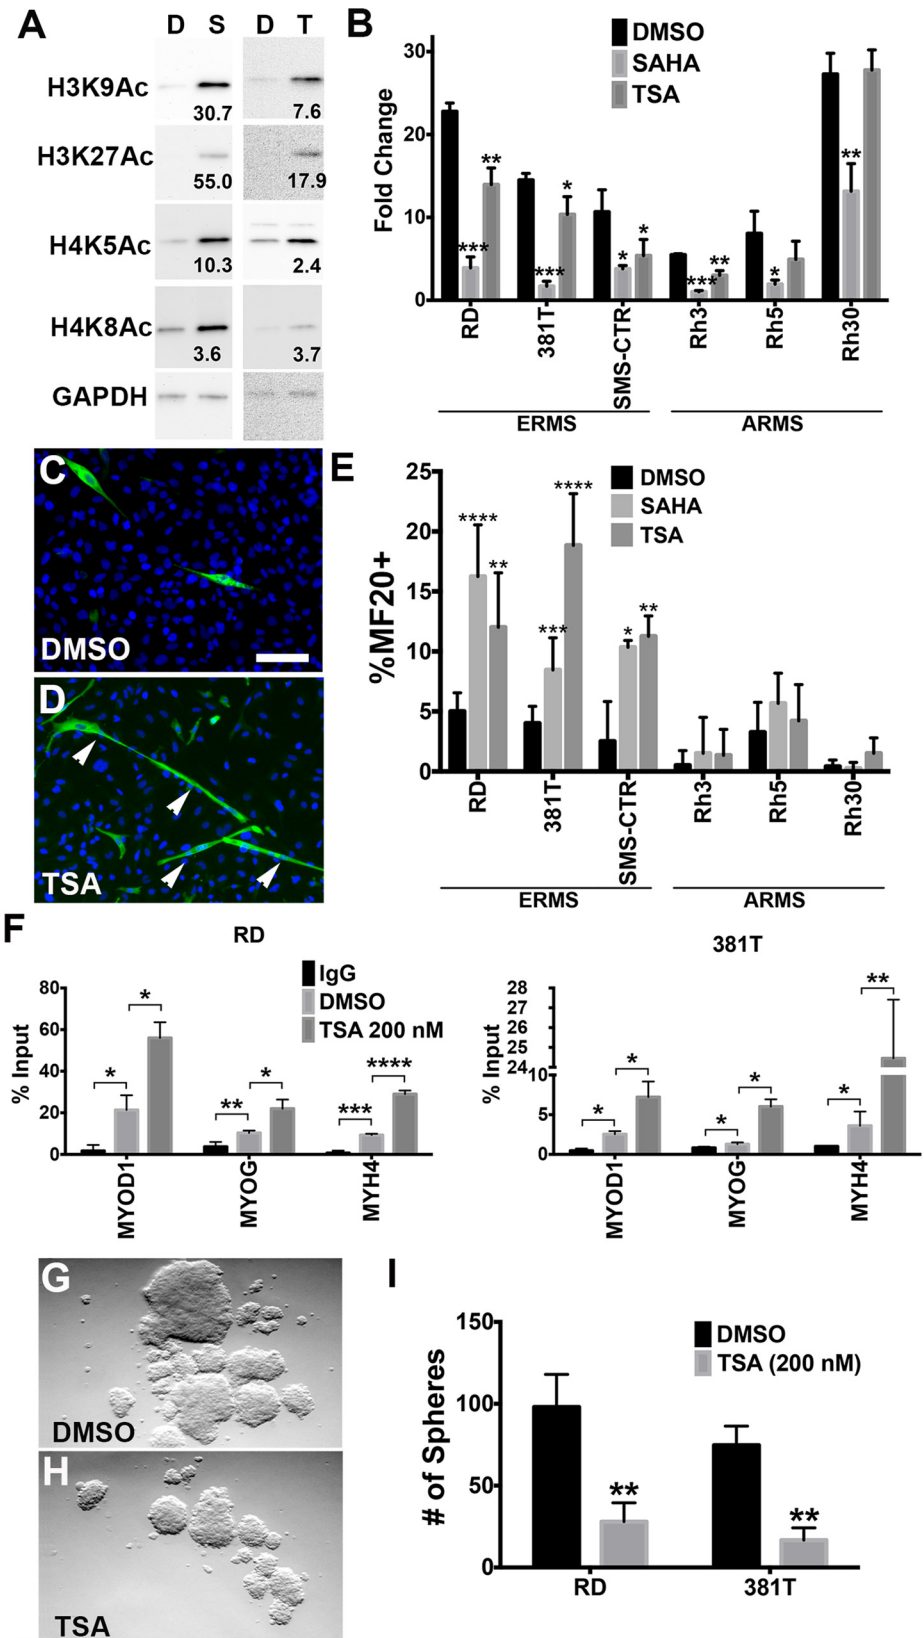 A
D S D T
H3K9Ac
30.7 7.6
H3K27Ac
55.0 17.9
H4K5Ac
10.3 2.4
H4K8Ac
3.6 3.7
GAPDH
B
DMSO
SAHA
TSA
Fold Change
30
20
10
0
*** **
*** *
* *
*** **
*
**
RD
381T
SMS-CTR
Rh3
Rh5
Rh30
ERMS
ARMS
C
DMSO
D
TSA
E
DMSO
SAHA
TSA
%MF20+
25
20
15
10
5
0
**** **
*** ****
* **
RD
381T
SMS-CTR
Rh3
Rh5
Rh30
ERMS
ARMS
F
RD
IgG
DMSO
TSA 200 nM
% Input
80
60
40
20
0
* *
** *
*** ****
MYOD1
MYOG
MYH4
381T
% Input
28
27
26
25
24
10
5
0
* *
* *
* **
MYOD1
MYOG
MYH4
G
DMSO
H
TSA
I
DMSO
TSA (200 nM)
# of Spheres
150
100
50
0
** **
RD
381T